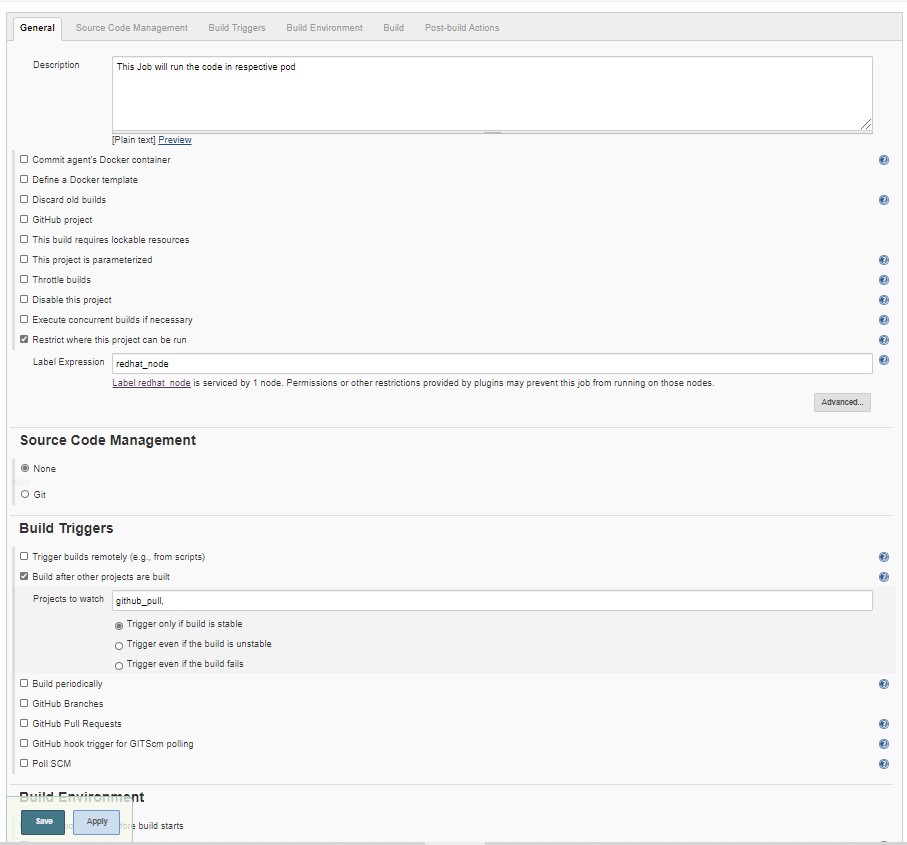 General Source Code Management Build Triggers Build Environment Build Post-build Actions
Description
This Job will run the code in respective pod
[Plain text] Preview
Commit agent's Docker container
Define a Docker template
Discard old builds
GitHub project
This build requires lockable resources
This project is parameterized
Throttle builds
Disable this project
Execute concurrent builds if necessary
Restrict where this project can be run
Label Expression redhat_node
Label redhat_node is serviced by 1 node. Permissions or other restrictions provided by plugins may prevent this job from running on those nodes.
Advanced...
Source Code Management
None
Git
Build Triggers
Trigger builds remotely (e.g., from scripts)
Build after other projects are built
Projects to watch github_pull,
Trigger only if build is stable
Trigger even if the build is unstable
Trigger even if the build fails
Build periodically
GitHub Branches
GitHub Pull Requests
GitHub hook trigger for GITScm polling
Poll SCM
Build Environment
Save Apply
build starts